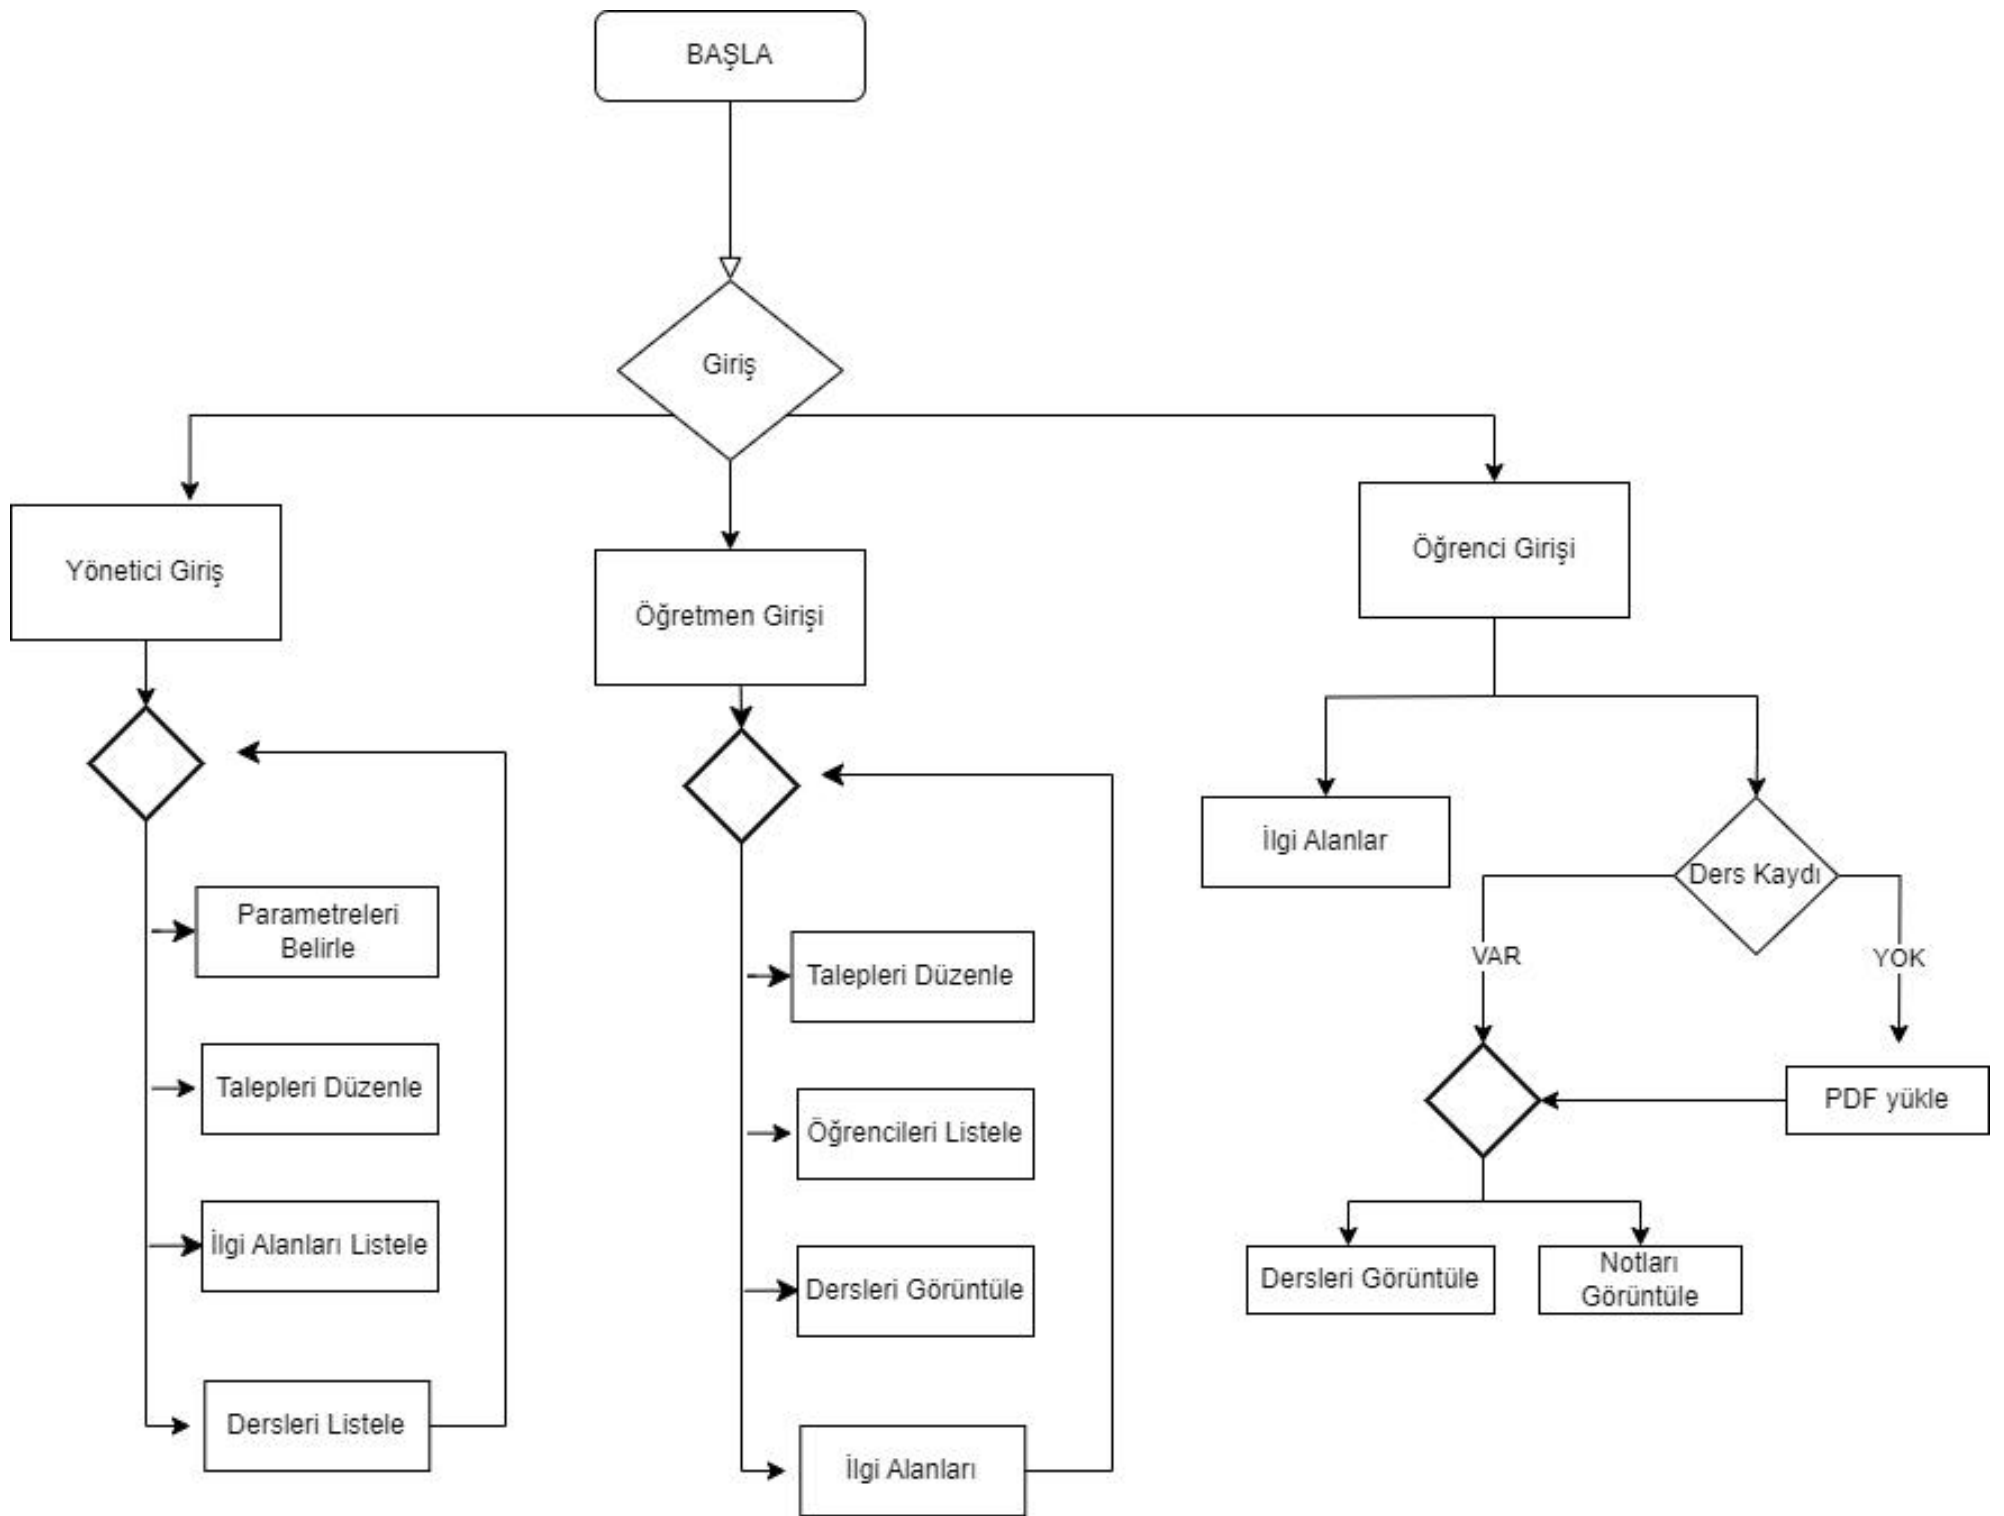 BAŞLA
Giriş
Yönetici Giriş
Öğretmen Girişi
Öğrenci Girişi
Parametreleri
Belirle
Talepleri Düzenle
İlgi Alanları Listele
Dersleri Listele
Talepleri Düzenle
Öğrencileri Listele
Dersleri Görüntüle
İlgi Alanları
İlgi Alanlar
Ders Kaydı
VAR
YOK
PDF yükle
Dersleri Görüntüle
Notları
Görüntüle